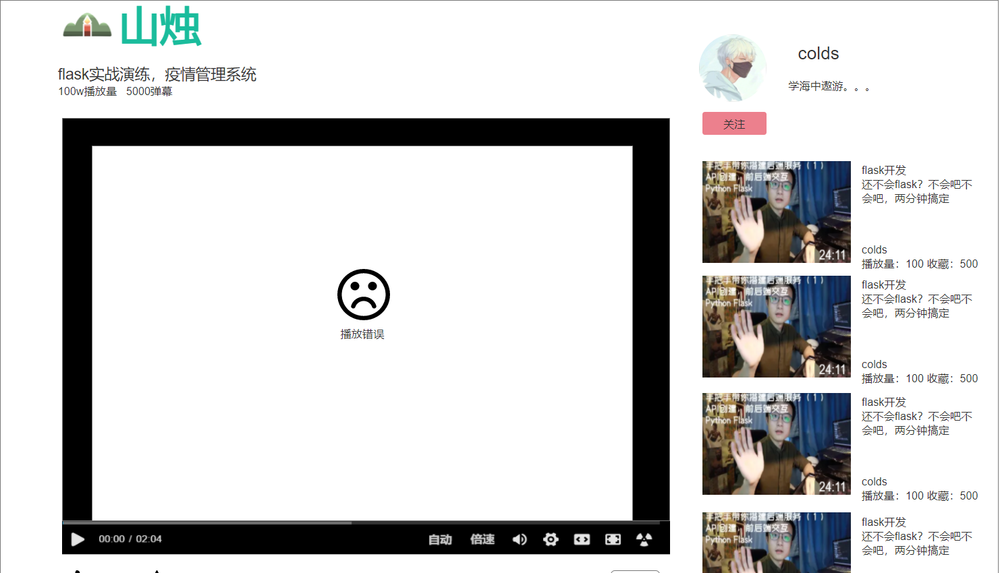 山烛
flask实战演练，疫情管理系统
100w播放量 5000弹幕
播放错误
00:00 / 02:04
自动 倍速
colds
学海中遨游。。。
关注
手把手带你搭建后端服务（1）
API创建，前后端交互
Python Flask
24:11
flask开发
还不会flask？不会吧不
会吧，两分钟搞定
colds
播放量：100 收藏：500
手把手带你搭建后端服务（1）
API创建，前后端交互
Python Flask
24:11
flask开发
还不会flask？不会吧不
会吧，两分钟搞定
colds
播放量：100 收藏：500
手把手带你搭建后端服务（1）
API创建，前后端交互
Python Flask
24:11
flask开发
还不会flask？不会吧不
会吧，两分钟搞定
colds
播放量：100 收藏：500
手把手带你搭建后端服务（1）
API创建，前后端交互
Python Flask
flask开发
还不会flask？不会吧不
会吧，两分钟搞定